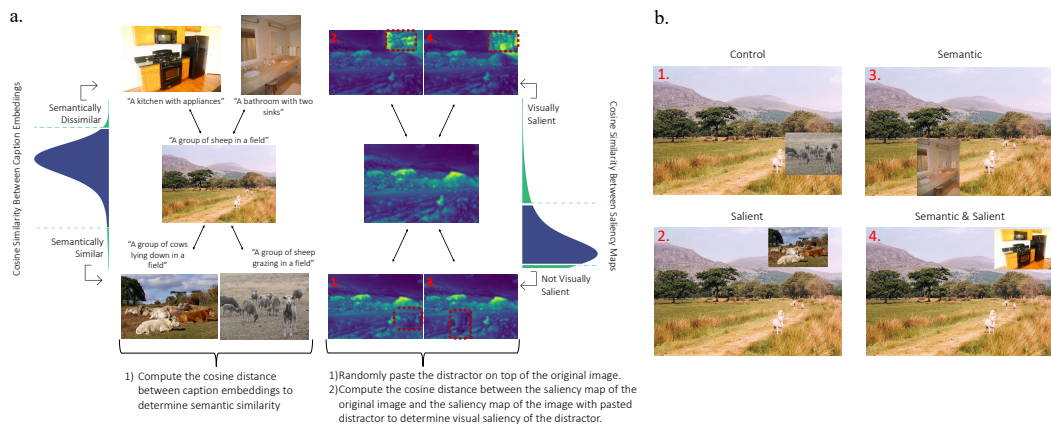 a.
Cosine Similarity Between Caption Embeddings
Semantically
Dissimilar
"A kitchen with appliances"
"A bathroom with two
sinks"
"A group of sheep in a field"
Semantically
Similar
"A group of cows
lying down in a
field"
"A group of sheep
grazing in a field"
1) Compute the cosine distance
between caption embeddings to
determine semantic similarity
2.
4.
Visually
Salient
Cosine Similarity Between Saliency Maps
Not Visually
Salient
1.
1)Randomly paste the distractor on top of the original image.
2)Compute the cosine distance between the saliency map of the
original image and the saliency map of the image with pasted
distractor to determine visual saliency of the distractor.
b.
Control
Semantic
1.
3.
Salient
Semantic & Salient
2.
4.